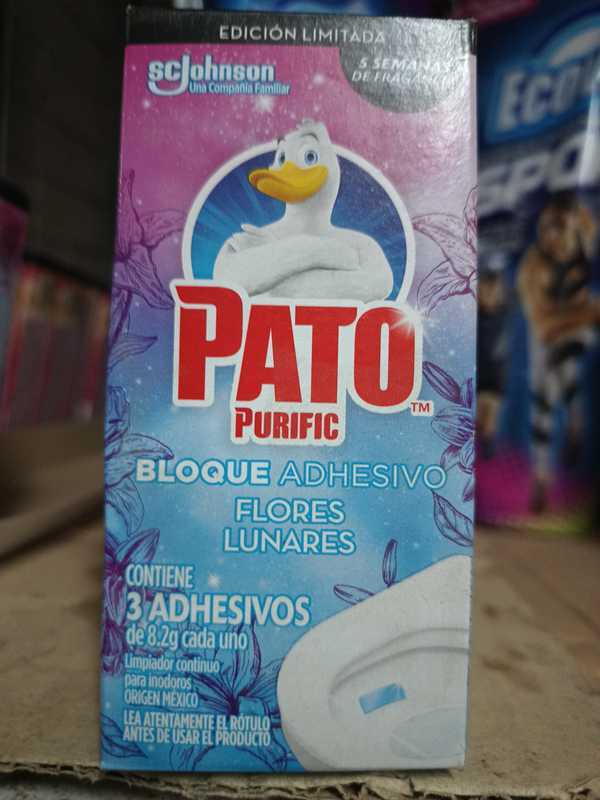 EDICIÓN LIMITADA
scJohnson
Una Compañía Familiar
5 SEMANAS
DE FRAGANCIA
PATO
TM
PURIFIC
BLOQUE ADHESIVO
FLORES
LUNARES
CONTIENE
3 ADHESIVOS
de 8.2g cada uno
Limpiador continuo
para inodoros
ORIGEN MÉXICO
LEA ATENTAMENTE EL RÓTULO
ANTES DE USAR EL PRODUCTO